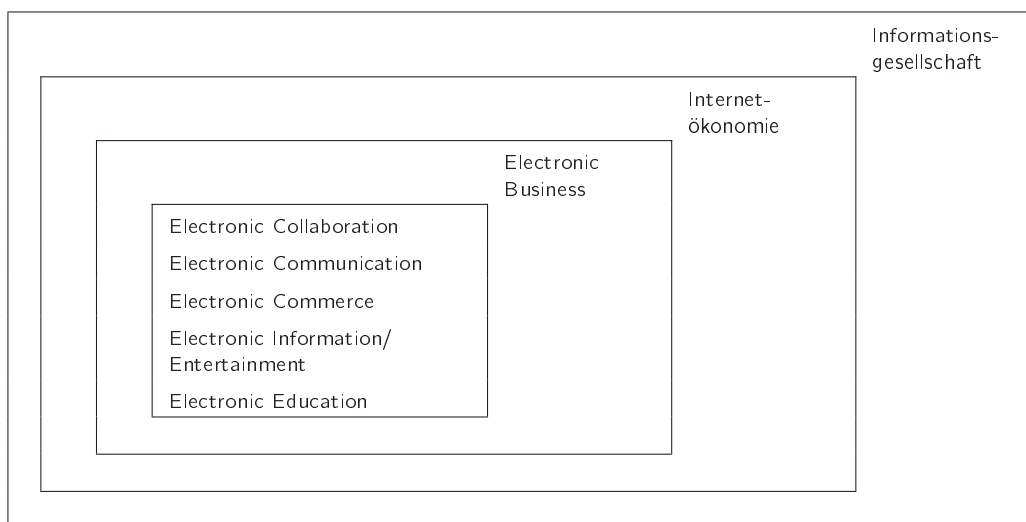 Informations-
gesellschaft
Internet-
ökonomie
Electronic
Business
Electronic Collaboration
Electronic Communication
Electronic Commerce
Electronic Information/
Entertainment
Electronic Education